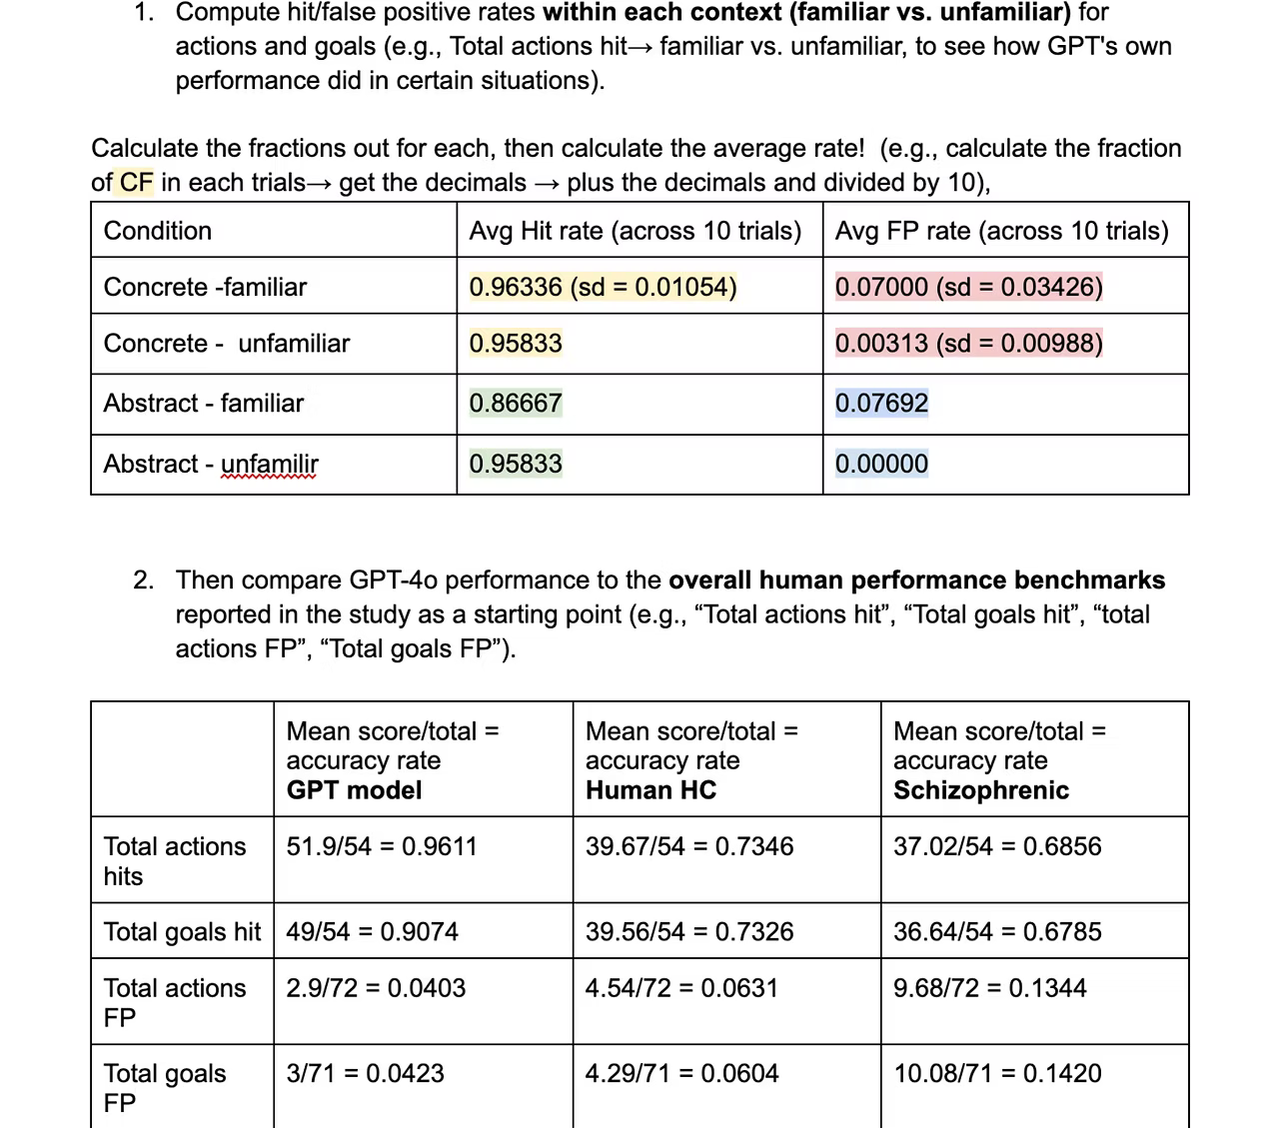 1. Compute hit/false positive rates within each context (familiar vs. unfamiliar) for
actions and goals (e.g., Total actions hit→ familiar vs. unfamiliar, to see how GPT's own
performance did in certain situations).
Calculate the fractions out for each, then calculate the average rate!  (e.g., calculate the fraction
of CF in each trials→ get the decimals → plus the decimals and divided by 10),
Condition Avg Hit rate (across 10 trials) Avg FP rate (across 10 trials)
Concrete -familiar 0.96336 (sd = 0.01054) 0.07000 (sd = 0.03426)
Concrete -  unfamiliar 0.95833 0.00313 (sd = 0.00988)
Abstract - familiar 0.86667 0.07692
Abstract - unfamilir 0.95833 0.00000
2. Then compare GPT-4o performance to the overall human performance benchmarks
reported in the study as a starting point (e.g., “Total actions hit”, “Total goals hit”, “total
actions FP”, “Total goals FP”).
Mean score/total =
accuracy rate
GPT model
Mean score/total =
accuracy rate
Human HC
Mean score/total =
accuracy rate
Schizophrenic
Total actions
hits
51.9/54 = 0.9611
39.67/54 = 0.7346
37.02/54 = 0.6856
Total goals hit
49/54 = 0.9074
39.56/54 = 0.7326
36.64/54 = 0.6785
Total actions
FP
2.9/72 = 0.0403
4.54/72 = 0.0631
9.68/72 = 0.1344
Total goals
FP
3/71 = 0.0423
4.29/71 = 0.0604
10.08/71 = 0.1420